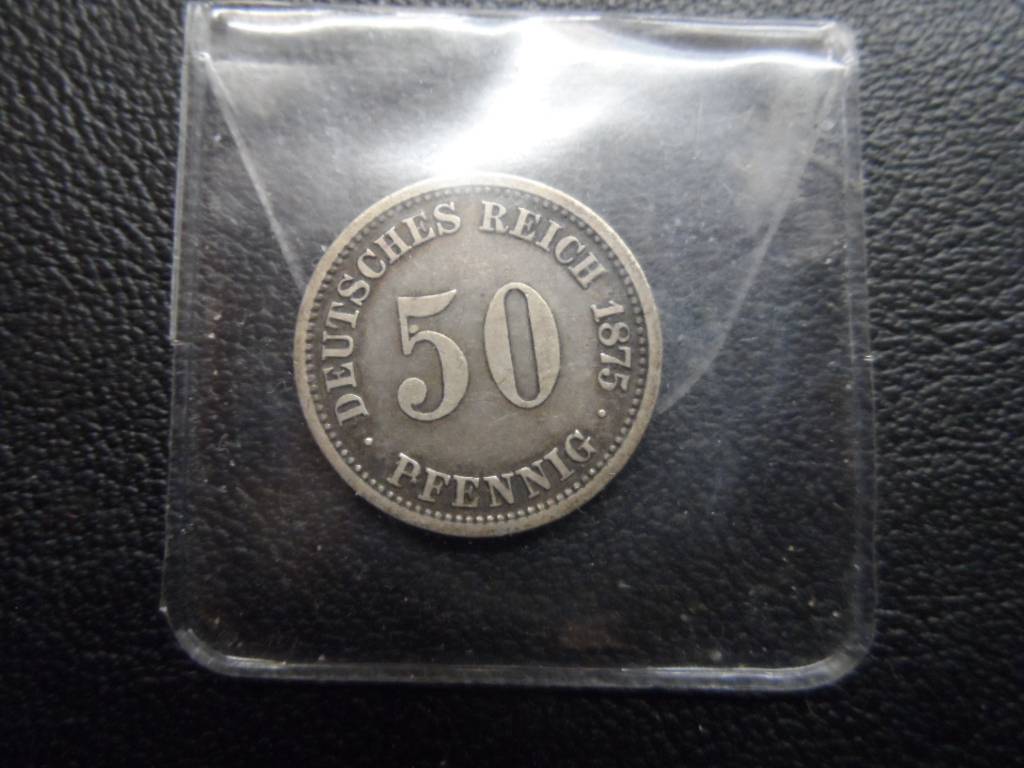 DEUTSCHES REICH 1875
50
· PFENNIG ·